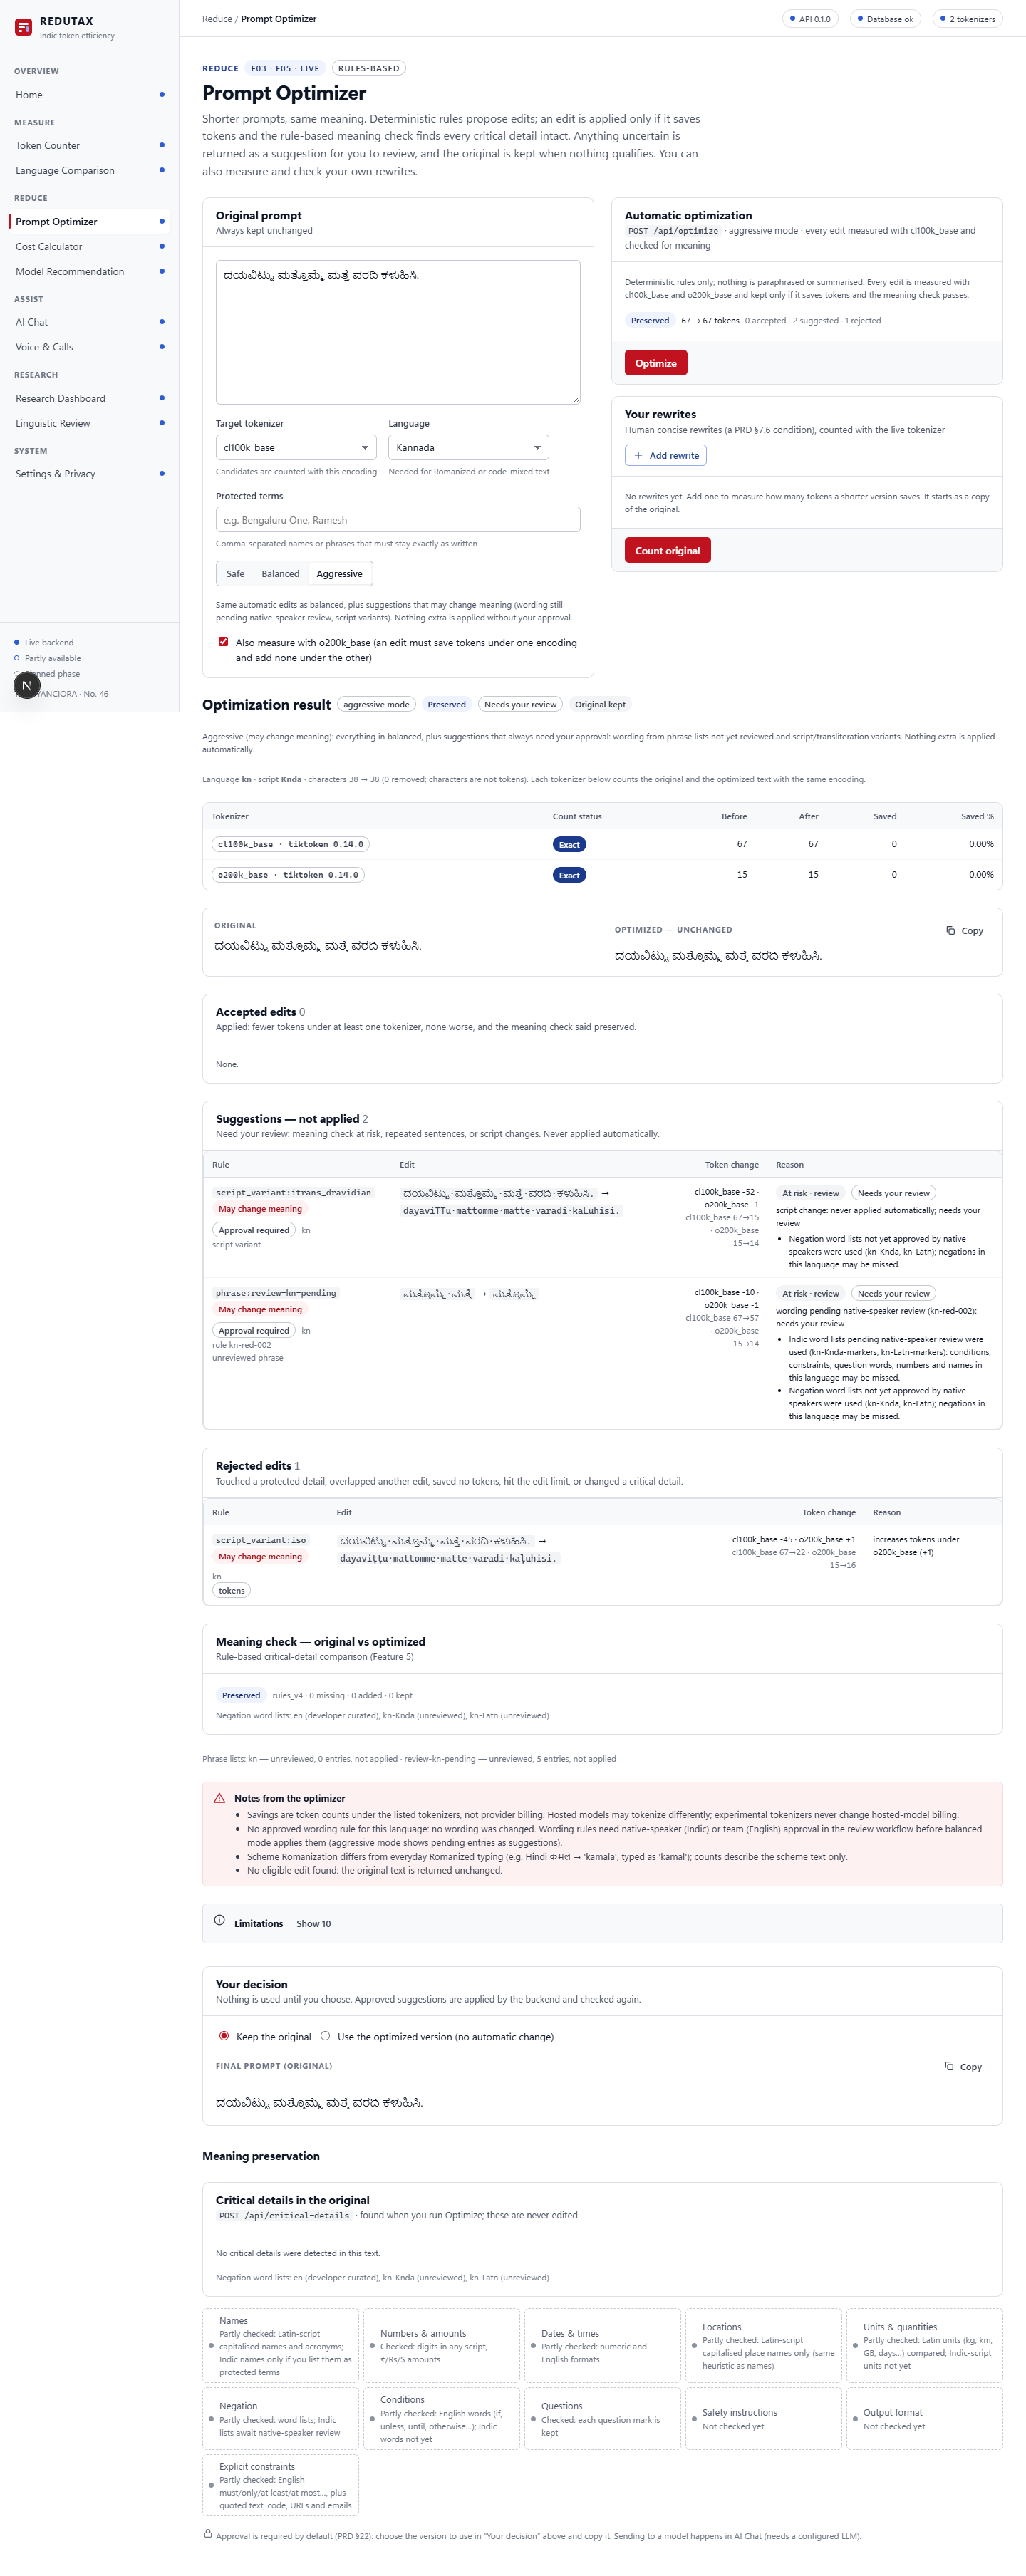 REDUTAX
Indic token efficiency
OVERVIEW
Home
MEASURE
Token Counter
Language Comparison
REDUCE
Prompt Optimizer
Cost Calculator
Model Recommendation
ASSIST
AI Chat
Voice & Calls
RESEARCH
Research Dashboard
Linguistic Review
SYSTEM
Settings & Privacy
Live backend
Partly available
N
ANCIORA · No. 46
Reduce / Prompt Optimizer
API 0.1.0
Database ok
2 tokenizers
REDUCE F03 · F05 · LIVE RULES-BASED
Prompt Optimizer
Shorter prompts, same meaning. Deterministic rules propose edits; an edit is applied only if it saves
tokens and the rule-based meaning check finds every critical detail intact. Anything uncertain is
returned as a suggestion for you to review, and the original is kept when nothing qualifies. You can
also measure and check your own rewrites.
Original prompt
Always kept unchanged
ದಯವಿಟ್ಟು ಮತ್ತೊಮ್ಮೆ ಮತ್ತೆ ವರದಿ ಕಳುಹಿಸಿ.
Target tokenizer
Language
cl100k_base
Kannada
Candidates are counted with this encoding
Needed for Romanized or code-mixed text
Protected terms
e.g. Bengaluru One, Ramesh
Comma-separated names or phrases that must stay exactly as written
Safe Balanced Aggressive
Same automatic edits as balanced, plus suggestions that may change meaning (wording still
pending native-speaker review, script variants). Nothing extra is applied without your approval.
Also measure with o200k_base (an edit must save tokens under one encoding
and add none under the other)
Automatic optimization
POST /api/optimize · aggressive mode · every edit measured with cl100k_base and
checked for meaning
Deterministic rules only; nothing is paraphrased or summarised. Every edit is measured with
cl100k_base and o200k_base and kept only if it saves tokens and the meaning check passes.
Preserved 67 → 67 tokens 0 accepted · 2 suggested · 1 rejected
Optimize
Your rewrites
Human concise rewrites (a PRD §7.6 condition), counted with the live tokenizer
+ Add rewrite
No rewrites yet. Add one to measure how many tokens a shorter version saves. It starts as a copy
of the original.
Count original
Optimization result aggressive mode Preserved Needs your review Original kept
Aggressive (may change meaning): everything in balanced, plus suggestions that always need your approval: wording from phrase lists not yet reviewed and script/transliteration variants. Nothing extra is applied
automatically.
Language kn · script Knda · characters 38 → 38 (0 removed; characters are not tokens). Each tokenizer below counts the original and the optimized text with the same encoding.
Tokenizer Count status Before After Saved Saved %
cl100k_base · tiktoken 0.14.0 Exact 67 67 0 0.00%
o200k_base · tiktoken 0.14.0 Exact 15 15 0 0.00%
ORIGINAL
ದಯವಿಟ್ಟು ಮತ್ತೊಮ್ಮೆ ಮತ್ತೆ ವರದಿ ಕಳುಹಿಸಿ.
OPTIMIZED — UNCHANGED
Copy
ದಯವಿಟ್ಟು ಮತ್ತೊಮ್ಮೆ ಮತ್ತೆ ವರದಿ ಕಳುಹಿಸಿ.
Accepted edits 0
Applied: fewer tokens under at least one tokenizer, none worse, and the meaning check said preserved.
None.
Suggestions — not applied 2
Need your review: meaning check at risk, repeated sentences, or script changes. Never applied automatically.
Rule Edit Token change Reason
script_variant:itrans_dravidian
May change meaning
Approval required kn
script variant
ದಯವಿಟ್ಟು·ಮತ್ತೊಮ್ಮೆ·ಮತ್ತೆ·ವರದಿ·ಕಳುಹಿಸಿ. →
dayaviTTu·mattomme·matte·varadi·kaLuhisi.
cl100k_base -52 ·
o200k_base -1
cl100k_base 67→15
· o200k_base
15→14
At risk · review Needs your review
script change: never applied automatically; needs your
review
• Negation word lists not yet approved by native
speakers were used (kn-Knda, kn-Latn); negations in
this language may be missed.
phrase:review-kn-pending
May change meaning
Approval required kn
rule kn-red-002
unreviewed phrase
ಮತ್ತೊಮ್ಮೆ·ಮತ್ತೆ → ಮತ್ತೊಮ್ಮೆ
cl100k_base -10 ·
o200k_base -1
cl100k_base 67→57
· o200k_base
15→14
At risk · review Needs your review
wording pending native-speaker review (kn-red-002):
needs your review
• Indic word lists pending native-speaker review were
used (kn-Knda-markers, kn-Latn-markers): conditions,
constraints, question words, numbers and names in
this language may be missed.
• Negation word lists not yet approved by native
speakers were used (kn-Knda, kn-Latn); negations in
this language may be missed.
Rejected edits 1
Touched a protected detail, overlapped another edit, saved no tokens, hit the edit limit, or changed a critical detail.
Rule Edit Token change Reason
script_variant:iso
May change meaning
kn
tokens
ದಯವಿಟ್ಟು·ಮತ್ತೊಮ್ಮೆ·ಮತ್ತೆ·ವರದಿ·ಕಳುಹಿಸಿ. →
dayaviṭṭu·mattomme·matte·varadi·kaḷuhisi.
cl100k_base -45 · o200k_base +1
cl100k_base 67→22 · o200k_base
15→16
increases tokens under
o200k_base (+1)
Meaning check — original vs optimized
Rule-based critical-detail comparison (Feature 5)
Preserved rules_v4 · 0 missing · 0 added · 0 kept
Negation word lists: en (developer curated), kn-Knda (unreviewed), kn-Latn (unreviewed)
Phrase lists: kn — unreviewed, 0 entries, not applied · review-kn-pending — unreviewed, 5 entries, not applied
Notes from the optimizer
• Savings are token counts under the listed tokenizers, not provider billing. Hosted models may tokenize differently; experimental tokenizers never change hosted-model billing.
• No approved wording rule for this language: no wording was changed. Wording rules need native-speaker (Indic) or team (English) approval in the review workflow before balanced
mode applies them (aggressive mode shows pending entries as suggestions).
• Scheme Romanization differs from everyday Romanized typing (e.g. Hindi कमल → 'kamala', typed as 'kamal'); counts describe the scheme text only.
• No eligible edit found: the original text is returned unchanged.
Limitations Show 10
Your decision
Nothing is used until you choose. Approved suggestions are applied by the backend and checked again.
Keep the original Use the optimized version (no automatic change)
FINAL PROMPT (ORIGINAL)
Copy
ದಯವಿಟ್ಟು ಮತ್ತೊಮ್ಮೆ ಮತ್ತೆ ವರದಿ ಕಳುಹಿಸಿ.
Meaning preservation
Critical details in the original
POST /api/critical-details · found when you run Optimize; these are never edited
No critical details were detected in this text.
Negation word lists: en (developer curated), kn-Knda (unreviewed), kn-Latn (unreviewed)
Names
Partly checked: Latin-script
capitalised names and acronyms;
Indic names only if you list them as
protected terms
Numbers & amounts
Checked: digits in any script,
₹/Rs/$ amounts
Dates & times
Partly checked: numeric and
English formats
Locations
Partly checked: Latin-script
capitalised place names only (same
heuristic as names)
Units & quantities
Partly checked: Latin units (kg, km,
GB, days...) compared; Indic-script
units not yet
Negation
Partly checked: word lists; Indic
lists await native-speaker review
Conditions
Partly checked: English words (if,
unless, until, otherwise...); Indic
words not yet
Questions
Checked: each question mark is
kept
Safety instructions
Not checked yet
Output format
Not checked yet
Explicit constraints
Partly checked: English
must/only/at least/at most..., plus
quoted text, code, URLs and emails
Approval is required by default (PRD §22): choose the version to use in "Your decision" above and copy it. Sending to a model happens in AI Chat (needs a configured LLM).